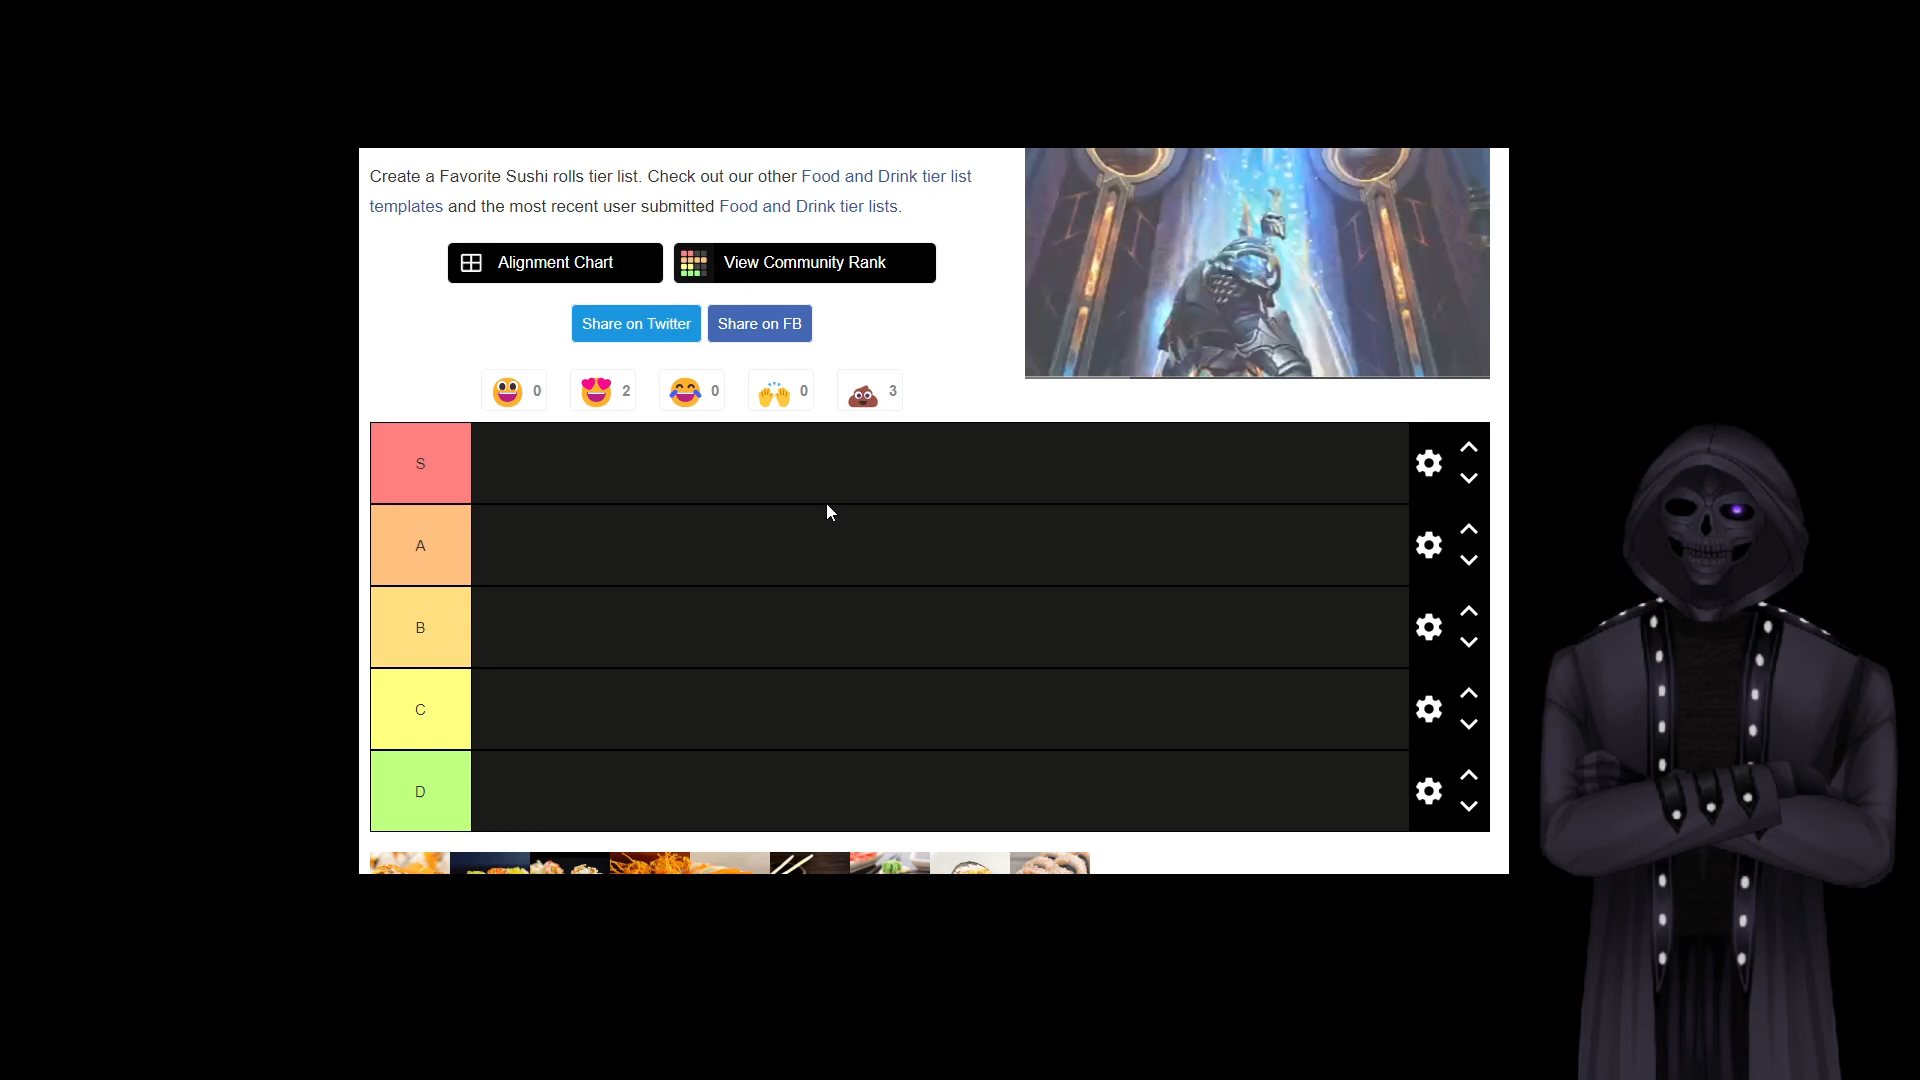 Create a Favorite Sushi rolls tier list. Check out our other Food and Drink tier list
templates and the most recent user submitted Food and Drink tier lists.
Alignment Chart
View Community Rank
Share on Twitter
Share on FB
0
2
0
0
3
S
A
B
C
D